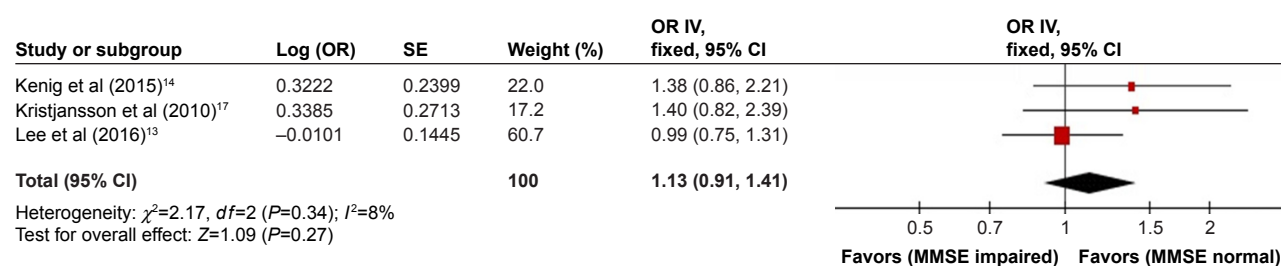 OR IV, OR IV,
Study or subgroup Log (OR) SE Weight (%) fixed, 95% CI fixed, 95% CI
Kenig et al (2015)¹⁴ 0.3222 0.2399 22.0 1.38 (0.86, 2.21)
Kristjansson et al (2010)¹⁷ 0.3385 0.2713 17.2 1.40 (0.82, 2.39)
Lee et al (2016)¹³ –0.0101 0.1445 60.7 0.99 (0.75, 1.31)
Total (95% CI) 100 1.13 (0.91, 1.41)
Heterogeneity: χ²=2.17, df=2 (P=0.34); I²=8%
Test for overall effect: Z=1.09 (P=0.27)
0.5 0.7 1 1.5 2
Favors (MMSE impaired) Favors (MMSE normal)